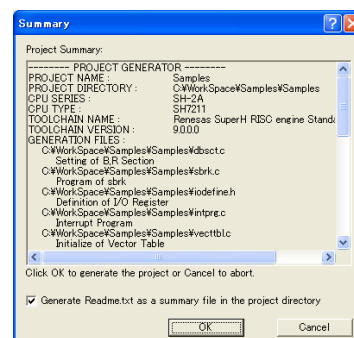 Summary
Project Summary:
-------- PROJECT GENERATOR --------
PROJECT NAME : Samples
PROJECT DIRECTORY : C:¥WorkSpace¥Samples¥Samples
CPU SERIES : SH-2A
CPU TYPE : SH7211
TOOLCHAIN NAME : Renesas SuperH RISC engine Standa
TOOLCHAIN VERSION : 9.0.0.0
GENERATION FILES :
C:¥WorkSpace¥Samples¥Samples¥dbsct.c
Setting of B,R Section
C:¥WorkSpace¥Samples¥Samples¥sbrk.c
Program of sbrk
C:¥WorkSpace¥Samples¥Samples¥iodefine.h
Definition of I/O Register
C:¥WorkSpace¥Samples¥Samples¥intprg.c
Interrupt Program
C:¥WorkSpace¥Samples¥Samples¥vecttbl.c
Initialize of Vector Table
Click OK to generate the project or Cancel to abort.
Generate Readme.txt as a summary file in the project directory
OK Cancel